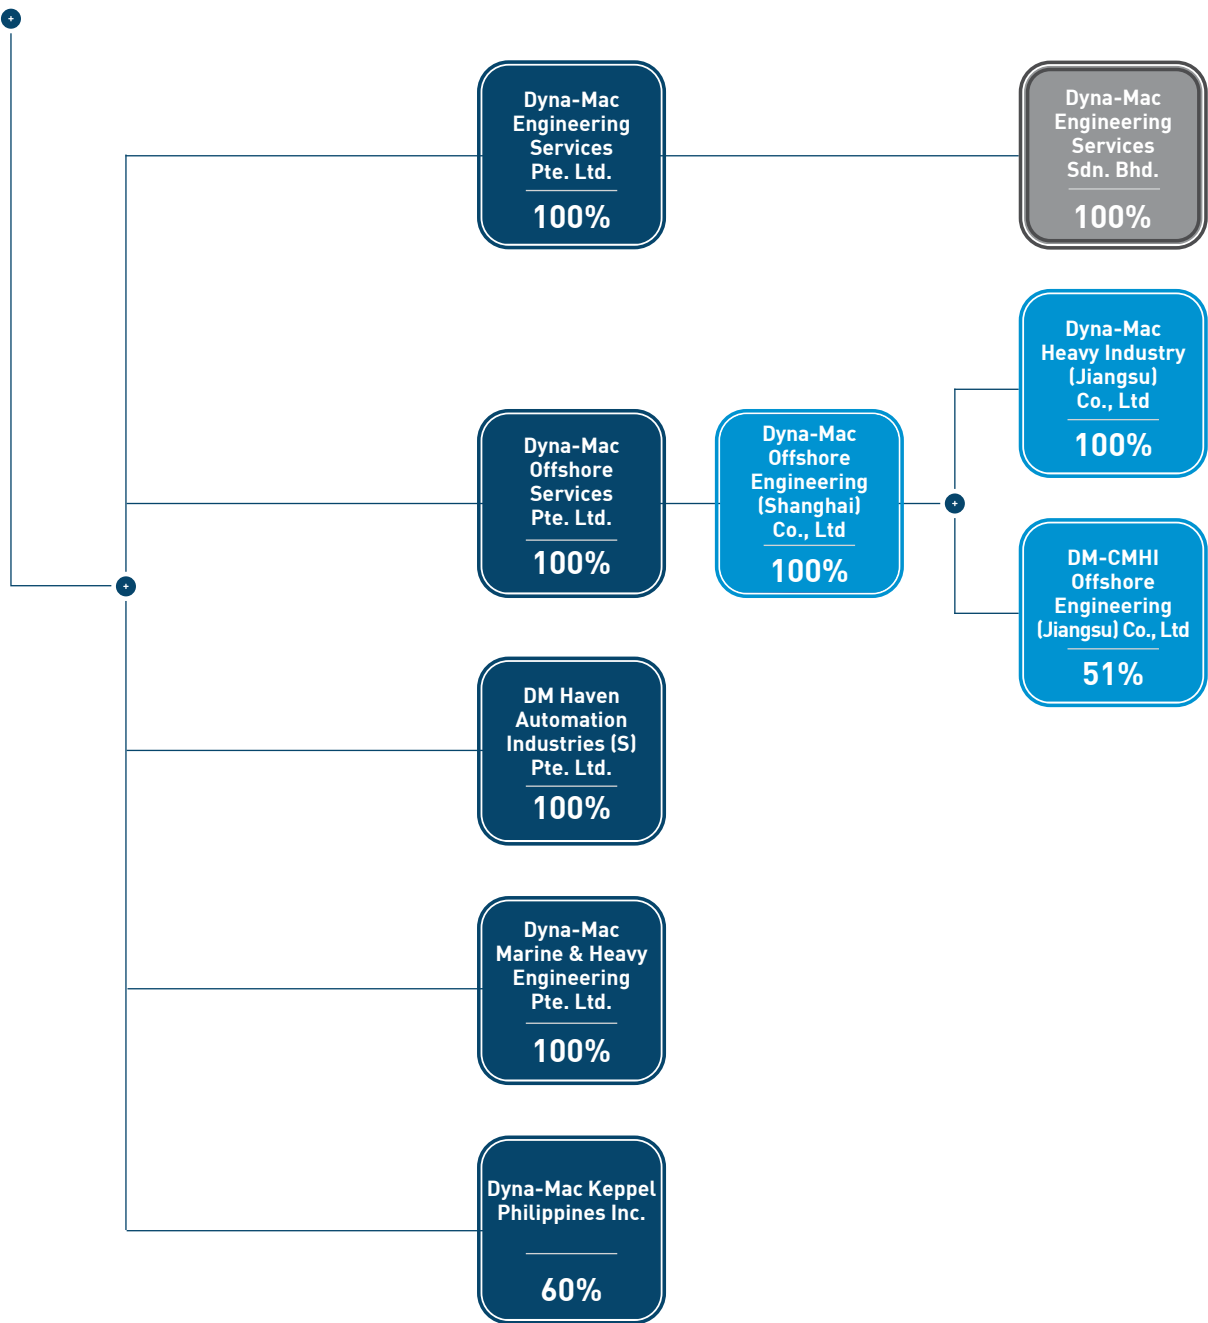 Dyna-Mac
Engineering
Services
Pte. Ltd.
100%
Dyna-Mac
Engineering
Services
Sdn. Bhd.
100%
Dyna-Mac
Heavy Industry
(Jiangsu)
Co., Ltd
100%
Dyna-Mac
Offshore
Services
Pte. Ltd.
100%
Dyna-Mac
Offshore
Engineering
(Shanghai)
Co., Ltd
100%
DM-CMHI
Offshore
Engineering
(Jiangsu) Co., Ltd
51%
DM Haven
Automation
Industries (S)
Pte. Ltd.
100%
Dyna-Mac
Marine & Heavy
Engineering
Pte. Ltd.
100%
Dyna-Mac Keppel
Philippines Inc.
60%